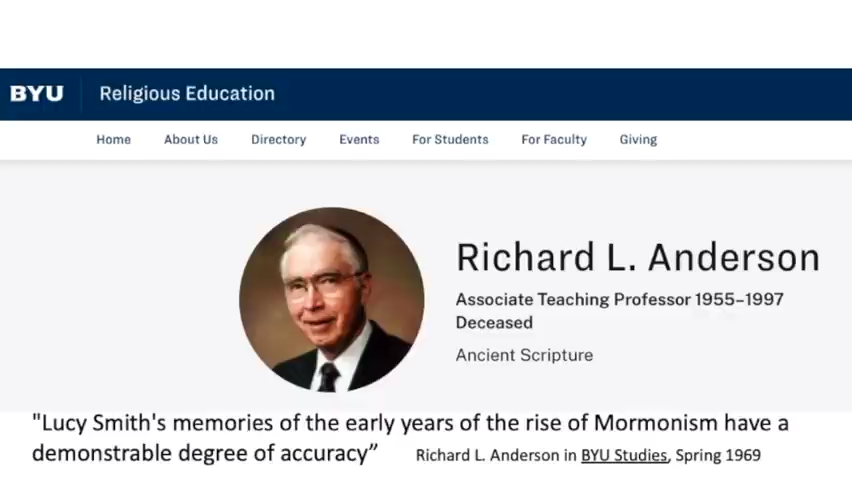 BYU Religious Education
Home About Us Directory Events For Students For Faculty Giving
Richard L. Anderson
Associate Teaching Professor 1955–1997
Deceased
Ancient Scripture
"Lucy Smith's memories of the early years of the rise of Mormonism have a
demonstrable degree of accuracy” Richard L. Anderson in BYU Studies, Spring 1969